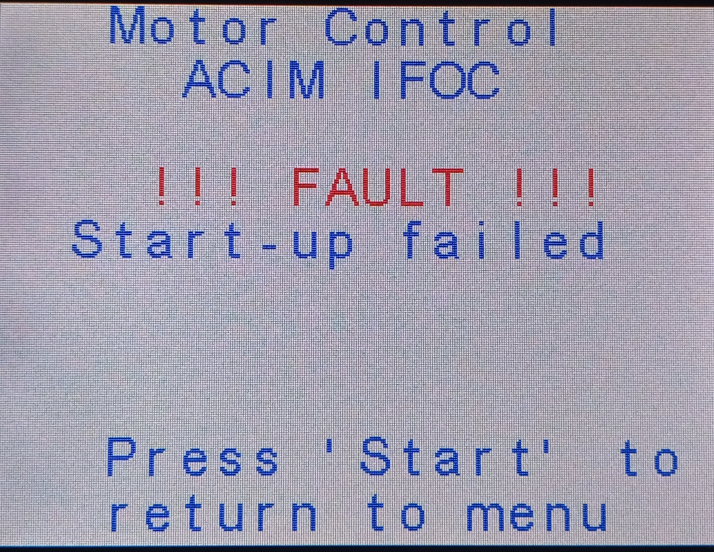 Motor Control
ACIM IFOC
!!! FAULT !!!
Start-up failed
Press 'Start' to
return to menu